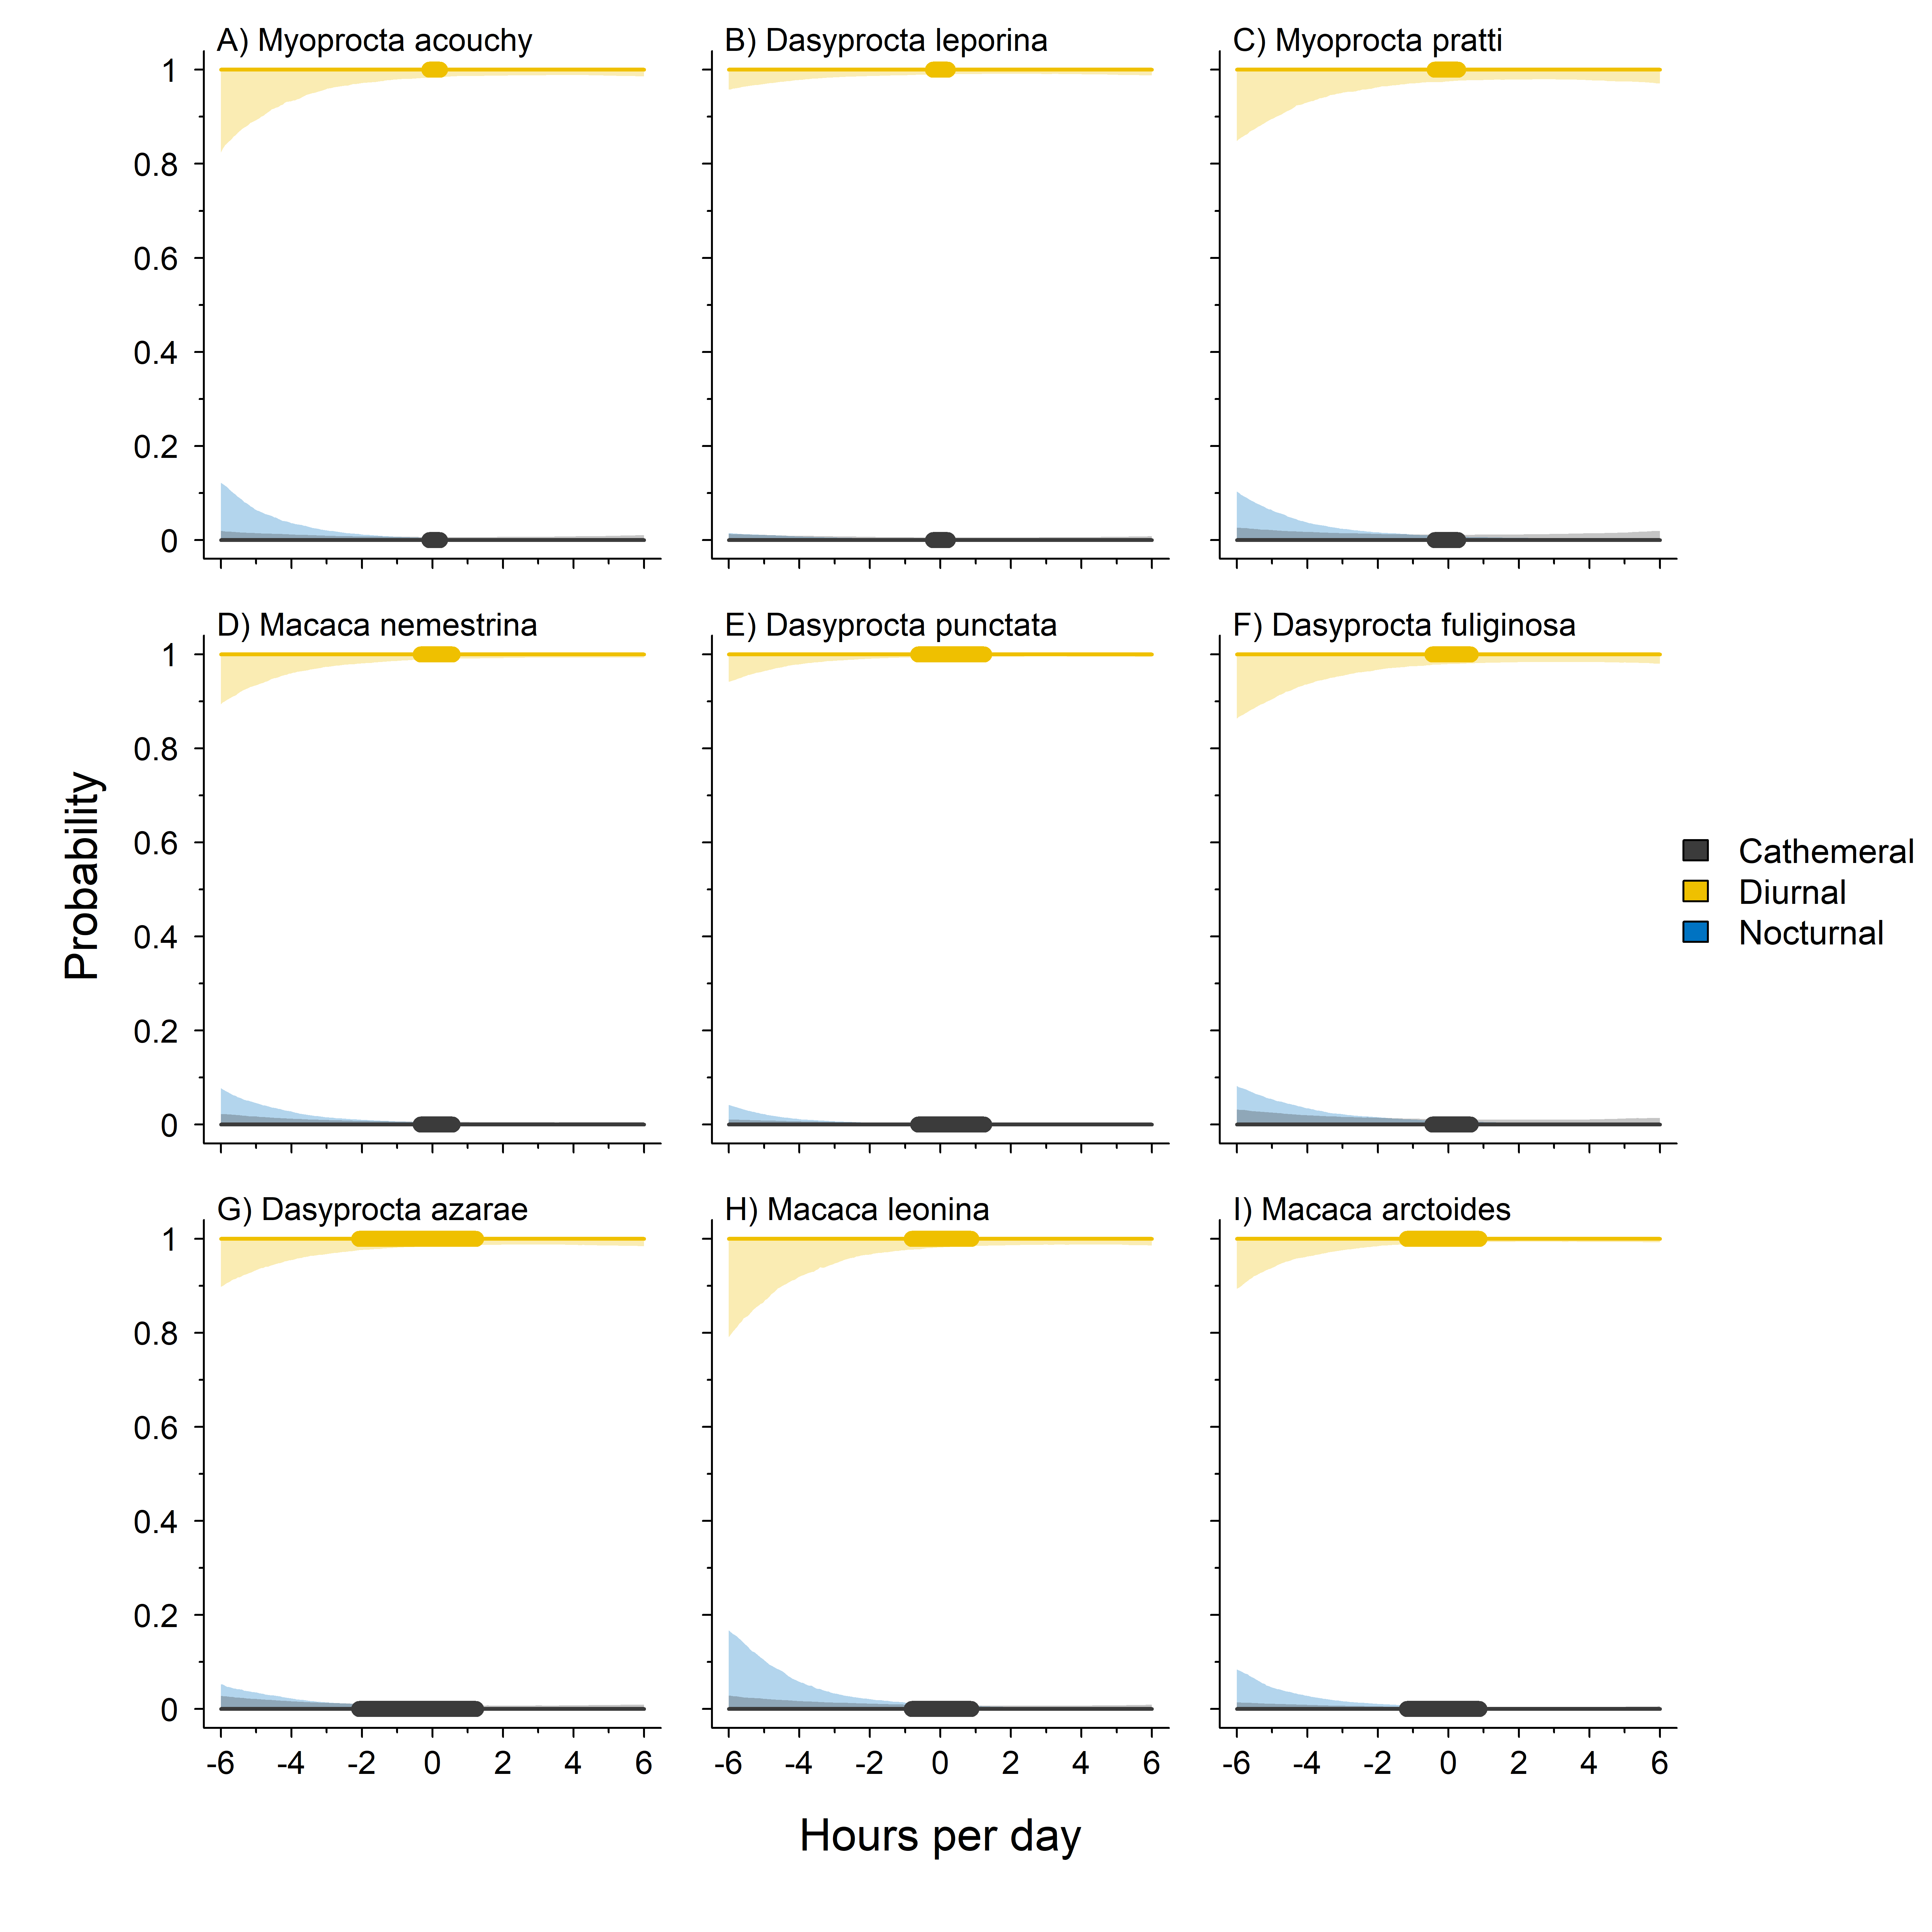 A) Myoprocta acouchy
B) Dasyprocta leporina
C) Myoprocta pratti
1
0.8
0.6
0.4
0.2
0
D) Macaca nemestrina
E) Dasyprocta punctata
F) Dasyprocta fuliginosa
1
0.8
0.6
0.4
0.2
0
Probability
Cathemeral
Diurnal
Nocturnal
G) Dasyprocta azarae
H) Macaca leonina
I) Macaca arctoides
1
0.8
0.6
0.4
0.2
0
-6 -4 -2 0 2 4 6
-6 -4 -2 0 2 4 6
-6 -4 -2 0 2 4 6
Hours per day